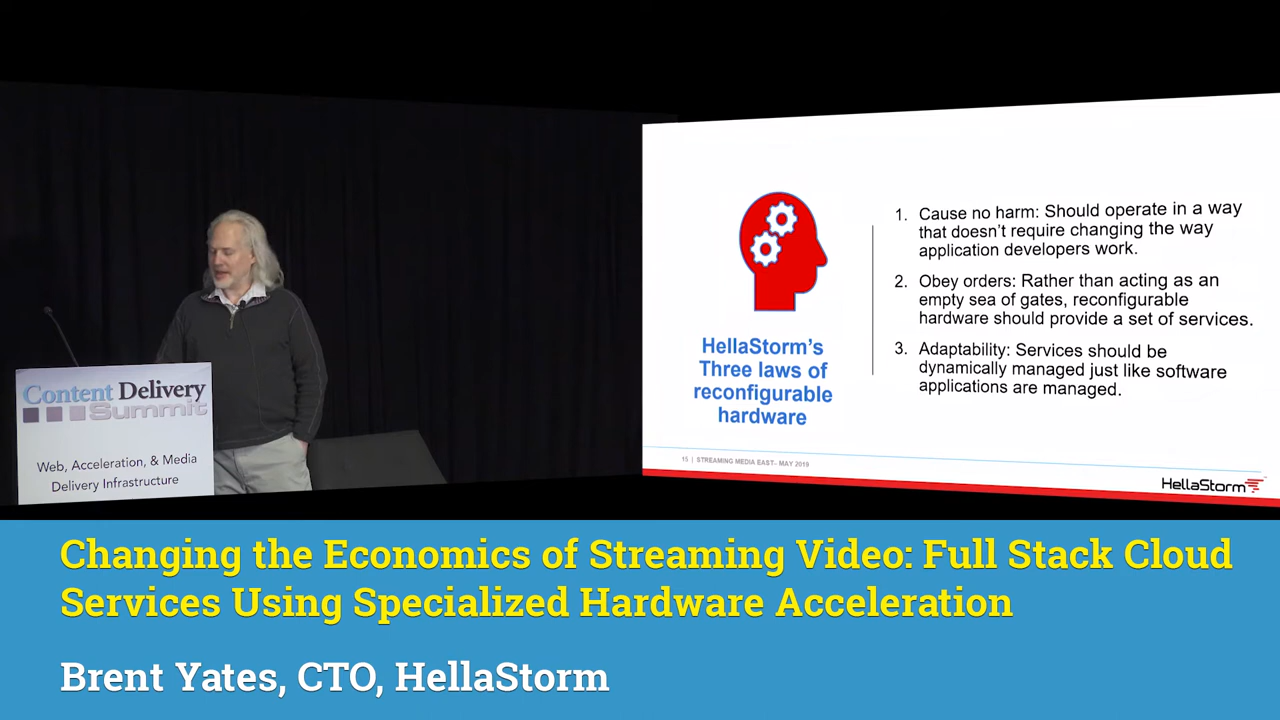 Content Delivery
Summit
Web, Acceleration, & Media
Delivery Infrastructure
HellaStorm's
Three laws of
reconfigurable
hardware
1. Cause no harm: Should operate in a way
that doesn't require changing the way
application developers work.
2. Obey orders: Rather than acting as an
empty sea of gates, reconfigurable
hardware should provide a set of services.
3. Adaptability: Services should be
dynamically managed just like software
applications are managed.
15 | STREAMING MEDIA EAST– MAY 2019
HellaStorm
Changing the Economics of Streaming Video: Full Stack Cloud
Services Using Specialized Hardware Acceleration
Brent Yates, CTO, HellaStorm